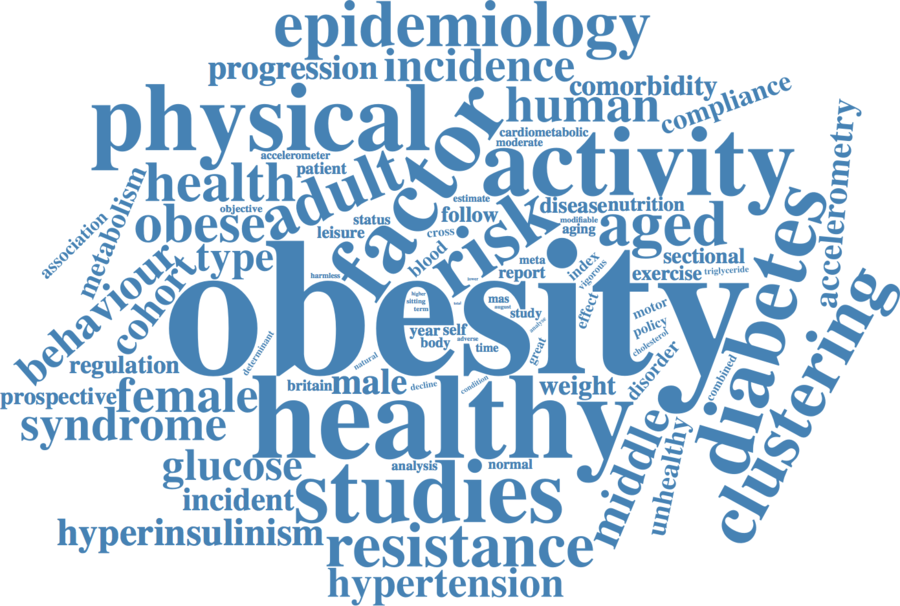 epidemiology
progression
incidence
comorbidity
compliance
physical
factor
human
cardiometabolic
moderate
accelerometer
patient
activity
accelerometry
health
adult
metabolism
association
objective
obese
status
leisure
estimate
follow
cross
risk
disease
nutrition
modifiable
aging
aged
diabetes
behaviour
cohort
type
blood
meta
report
index
vigorous
sectional
exercise
triglyceride
harmless
obesity
higher
sitting
term
lower
mas
august
study
analyse
effect
motor
policy
cholesterol
year
self
body
adverse
time
great
determinant
natural
regulation
disorder
combined
clustering
prospective
female
britain
male
decline
condition
weight
syndrome
healthy
middle
unhealthy
glucose
analysis
normal
incident
studies
hyperinsulinism
resistance
hypertension